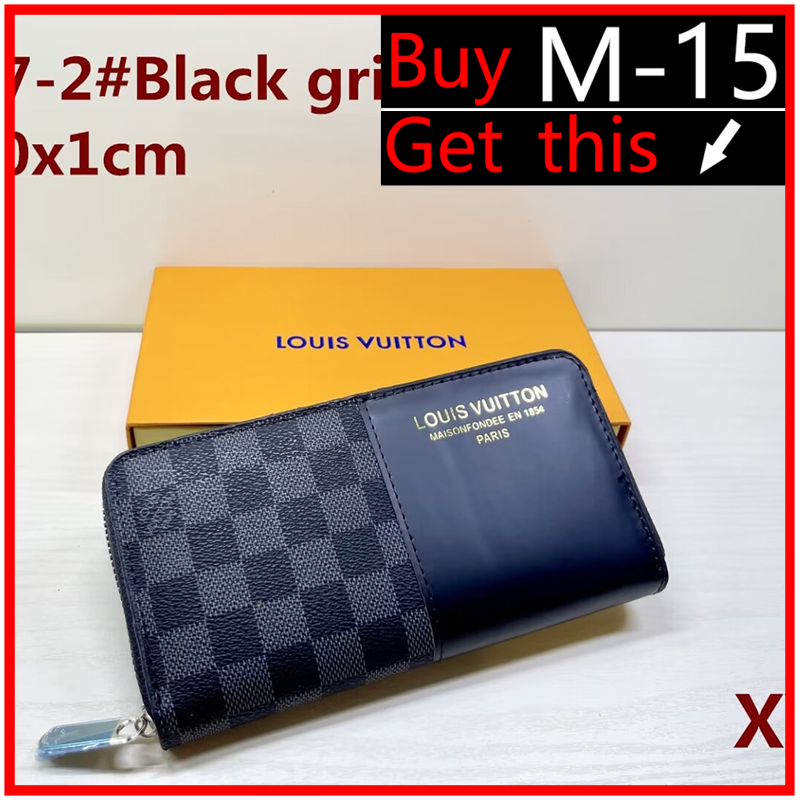 7-2#Black gri
0x1cm
Buy M-15
Get this
LOUIS VUITTON
LOUIS VUITTON
MAISONFONDEE EN 1854
PARIS
X